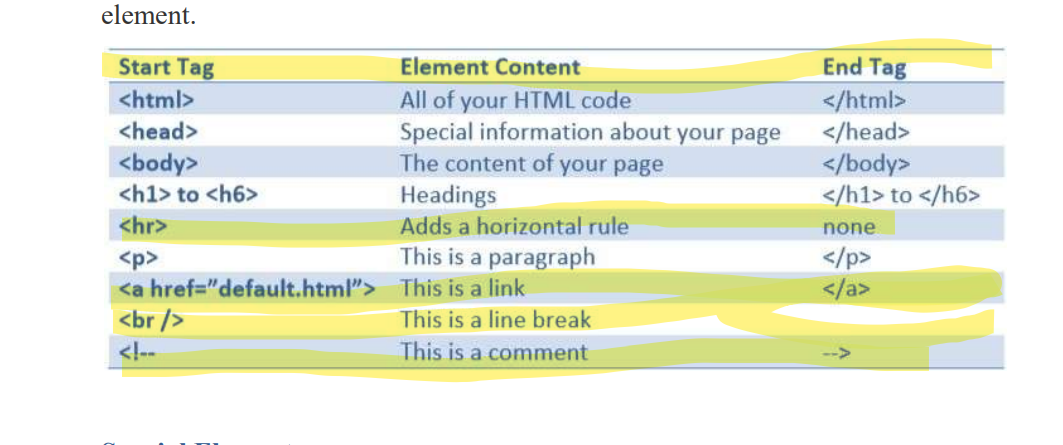 element.
Start Tag Element Content End Tag
<html> All of your HTML code </html>
<head> Special information about your page </head>
<body> The content of your page </body>
<h1> to <h6> Headings </h1> to </h6>
<hr> Adds a horizontal rule none
<p> This is a paragraph </p>
<a href="default.html"> This is a link </a>
<br /> This is a line break
<!-- This is a comment -->